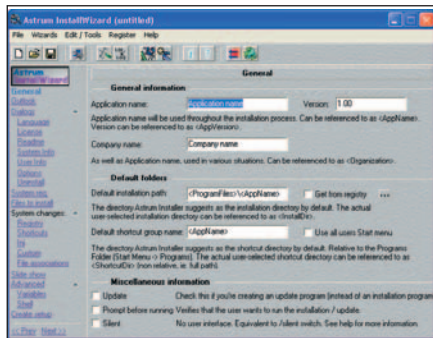 Astrum InstallWizard (untitled)
File Wizards Edit / Tools Register Help
Astrum
InstallWizard
General
General
General information
Outlook
Dialogs
Application name:
Application name
Version:
1.00
Language
License
Application name will be used throughout the installation process. Can be referenced to as <AppName>.
Version can be referenced to as <AppVersion>.
Readme
System info
Company name:
Company name
User info
As well as Application name, used in various situations. Can be referenced to as <Organization>.
Options
Uninstall
Default folders
System req.
Files to install
Default installation path:
<ProgramFiles>\<AppName>
Get from registry
...
System changes:
Registry
The directory Astrum Installer suggests as the installation directory by default. The actual
user-selected installation directory can be referenced to as <InstallDir>.
Shortcuts
Ini
Default shortcut group name:
<AppName>
Use all users Start menu
Custom
File associations
The directory Astrum Installer suggests as the shortcut directory by default. Relative to the Programs
Folder (Start Menu -> Programs). The actual user-selected shortcut directory can be referenced to as
<ShortcutDir> (non relative, ie. full path).
Slide show
Advanced
Miscellaneous information
Variables
Shell
Update
Check this if you're creating an update program (instead of an installation program)
Create setup
Prompt before running
Verifies that the user wants to run the installation / update.
Silent
No user interface. Equivalent to /silent switch. See help for more information.
<< Prev Next >>